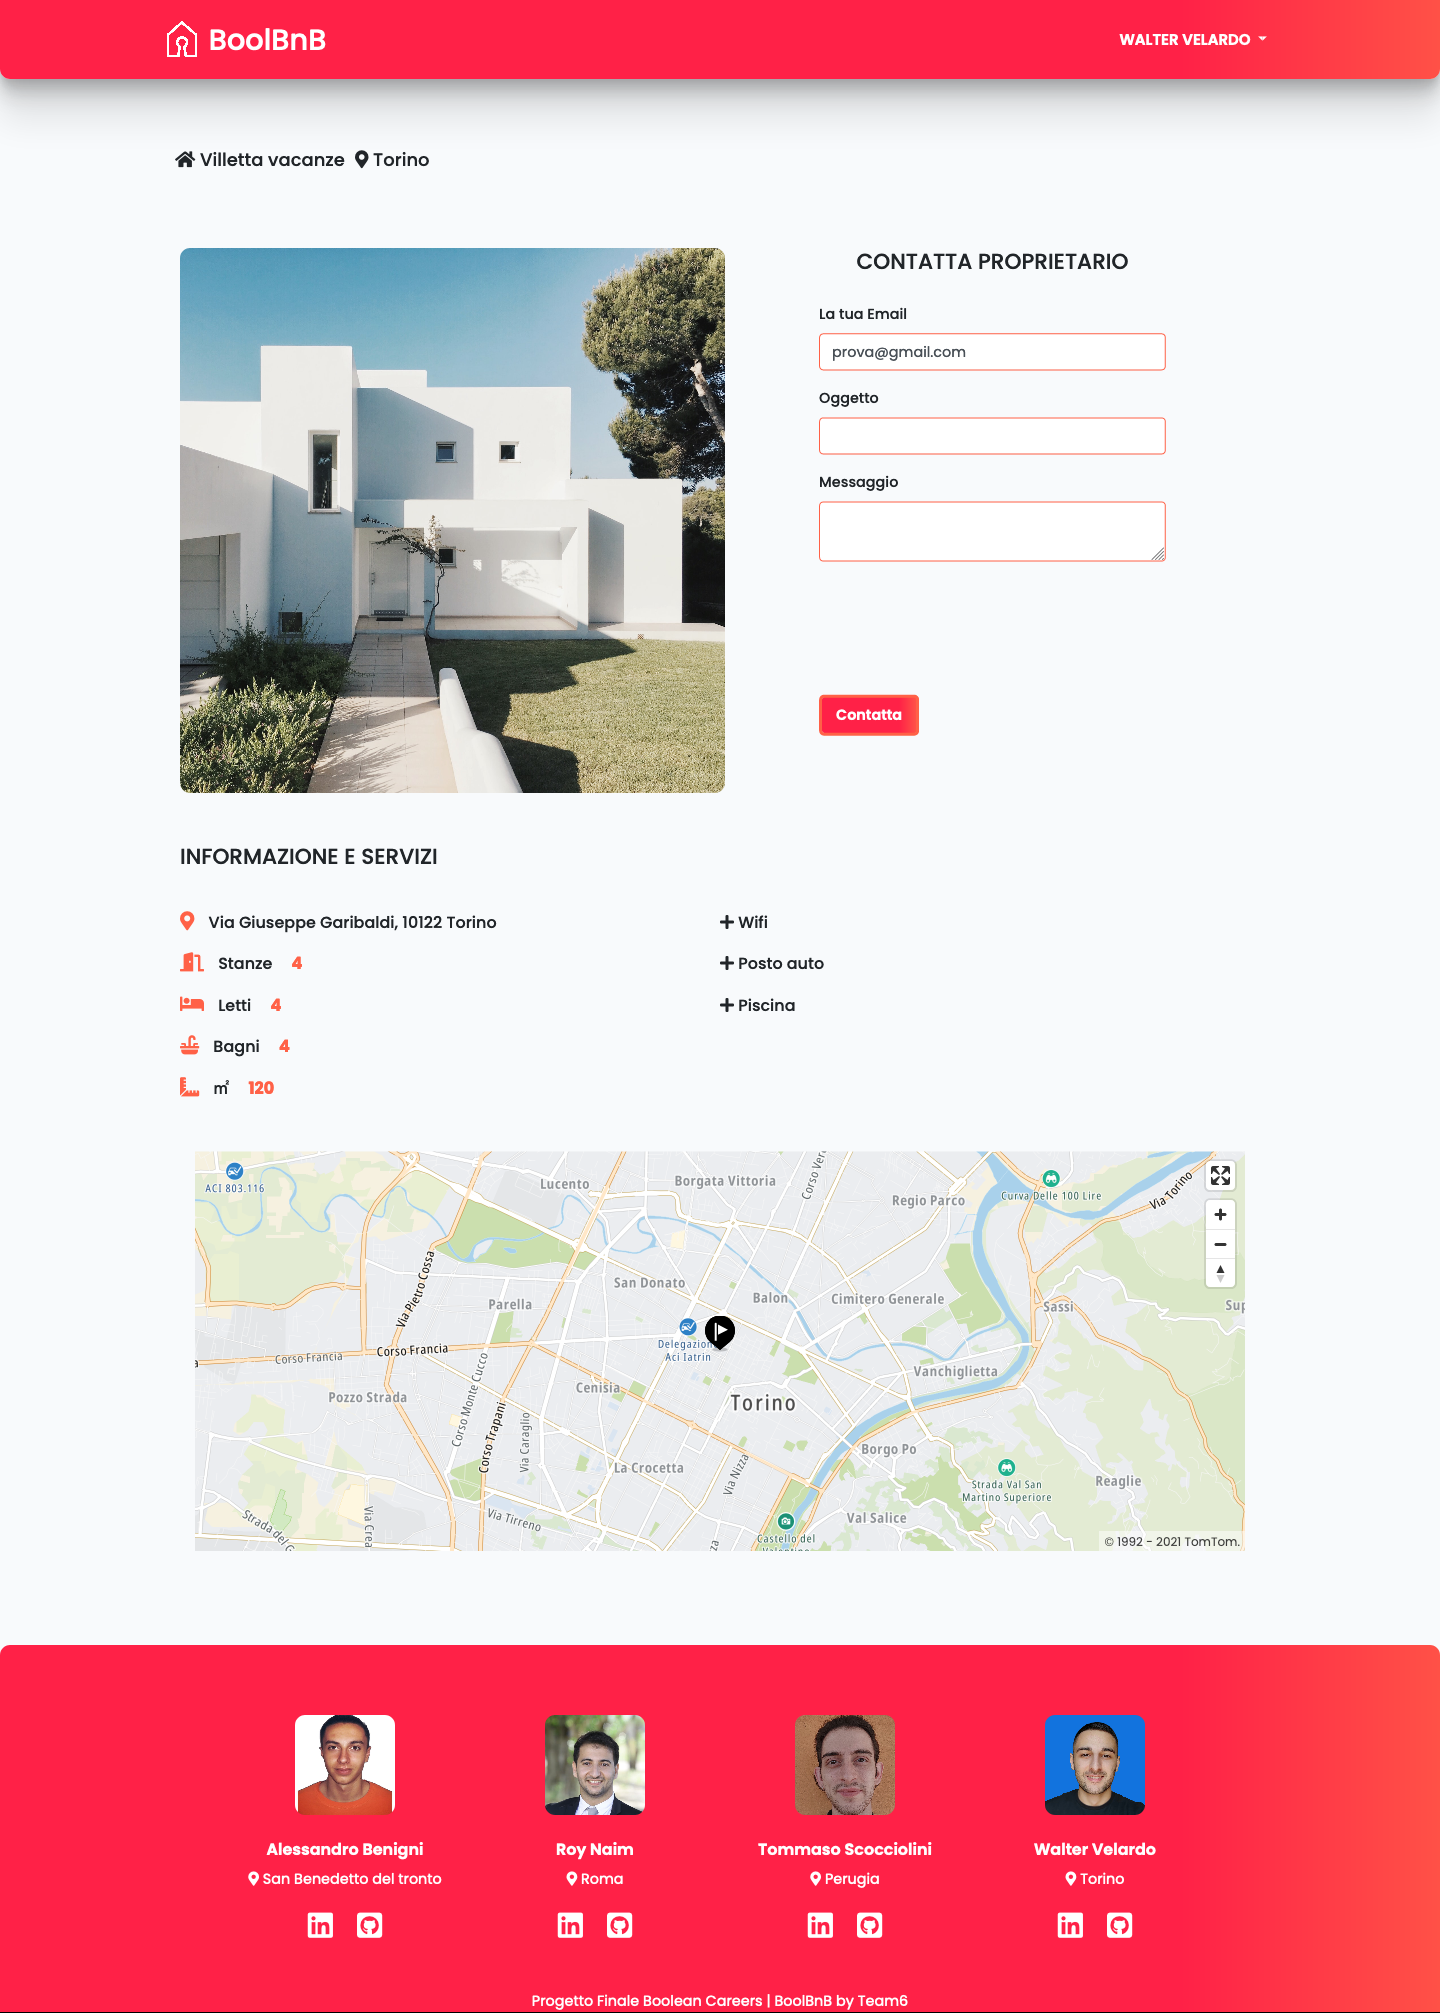 BoolBnB
WALTER VELARDO
Villetta vacanze Torino
CONTATTA PROPRIETARIO
La tua Email
prova@gmail.com
Oggetto
Messaggio
Contatta
INFORMAZIONE E SERVIZI
Via Giuseppe Garibaldi, 10122 Torino
Stanze 4
Letti 4
Bagni 4
㎡ 120
Wifi
Posto auto
Piscina
ACI 803.116
Lucento
Borgata Vittoria
Corso Ver
Regio Parco
Curva Delle 100 Lire
Via Torino
Via Pietro Cossa
San Donato
Parella
Balon
Cimitero Generale
Sassi
Sup
Corso Francia
Corso Francia
Delegazion
Aci Iatrin
Pozzo Strada
Corso Monte Cucco
Cenisia
Vanchiglietta
Torino
Corso Trapani
Via Caraglio
La Crocetta
Via Nizza
Borgo Po
Strada Val San
Martino Superiore
Reaglie
Strada del G
Via Crea
Via Tirreno
za
Castello del
Valentino
Val Salice
© 1992 - 2021 TomTom.
Alessandro Benigni
San Benedetto del tronto
Roy Naim
Roma
Tommaso Scocciolini
Perugia
Walter Velardo
Torino
Progetto Finale Boolean Careers | BoolBnB by Team6